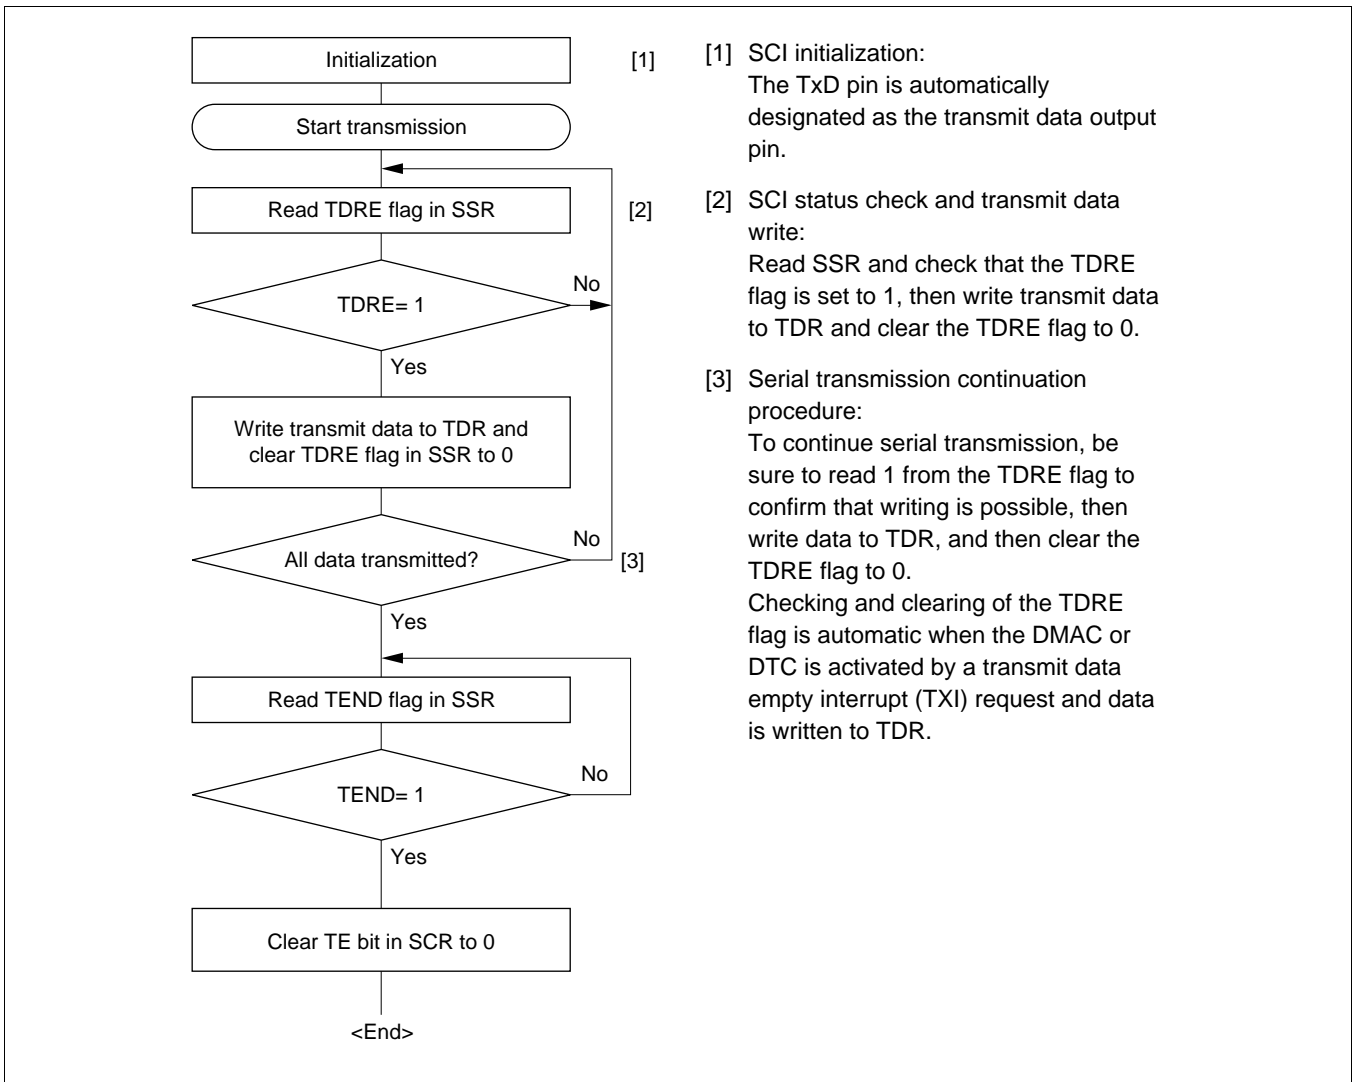 Initialization
[1]
Start transmission
Read TDRE flag in SSR
[2]
TDRE= 1
No
Yes
Write transmit data to TDR and
clear TDRE flag in SSR to 0
All data transmitted?
No
[3]
Yes
Read TEND flag in SSR
TEND= 1
No
Yes
Clear TE bit in SCR to 0
<End>
[1] SCI initialization:
The TxD pin is automatically
designated as the transmit data output
pin.
[2] SCI status check and transmit data
write:
Read SSR and check that the TDRE
flag is set to 1, then write transmit data
to TDR and clear the TDRE flag to 0.
[3] Serial transmission continuation
procedure:
To continue serial transmission, be
sure to read 1 from the TDRE flag to
confirm that writing is possible, then
write data to TDR, and then clear the
TDRE flag to 0.
Checking and clearing of the TDRE
flag is automatic when the DMAC or
DTC is activated by a transmit data
empty interrupt (TXI) request and data
is written to TDR.